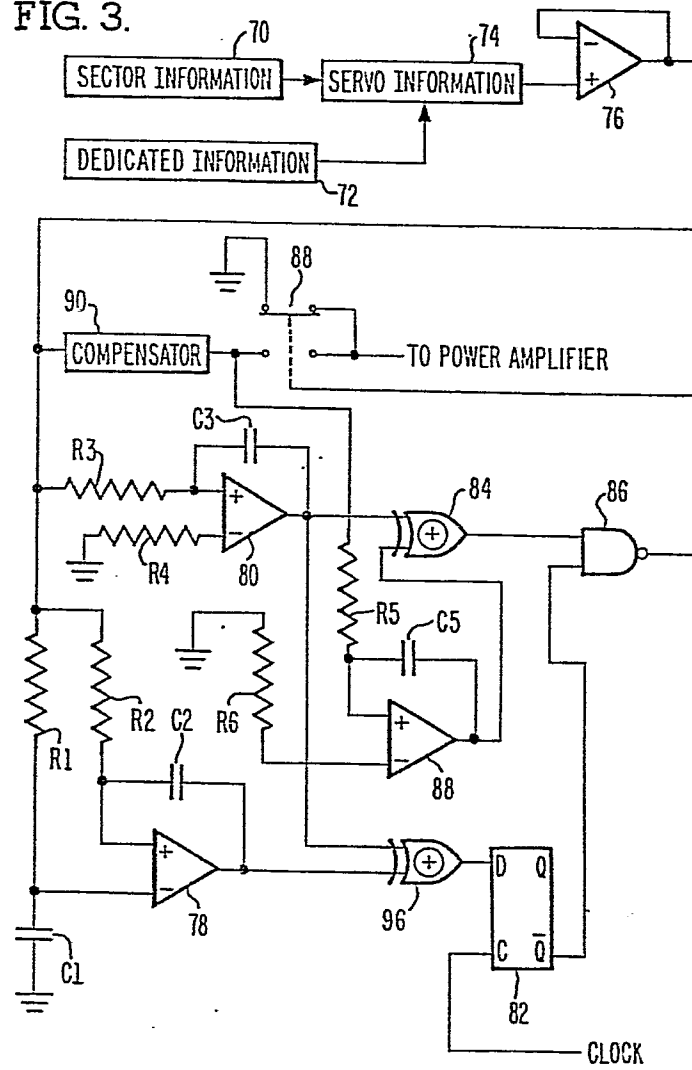 FIG. 3.
70
74
SECTOR INFORMATION
SERVO INFORMATION
-
+
76
DEDICATED INFORMATION
72
88
90
COMPENSATOR
TO POWER AMPLIFIER
C3
R3
+
-
80
R4
84
+
86
R5
C5
R1
R2
C2
R6
+
-
88
+
-
78
+
96
D Q
C Q̅
82
C1
CLOCK